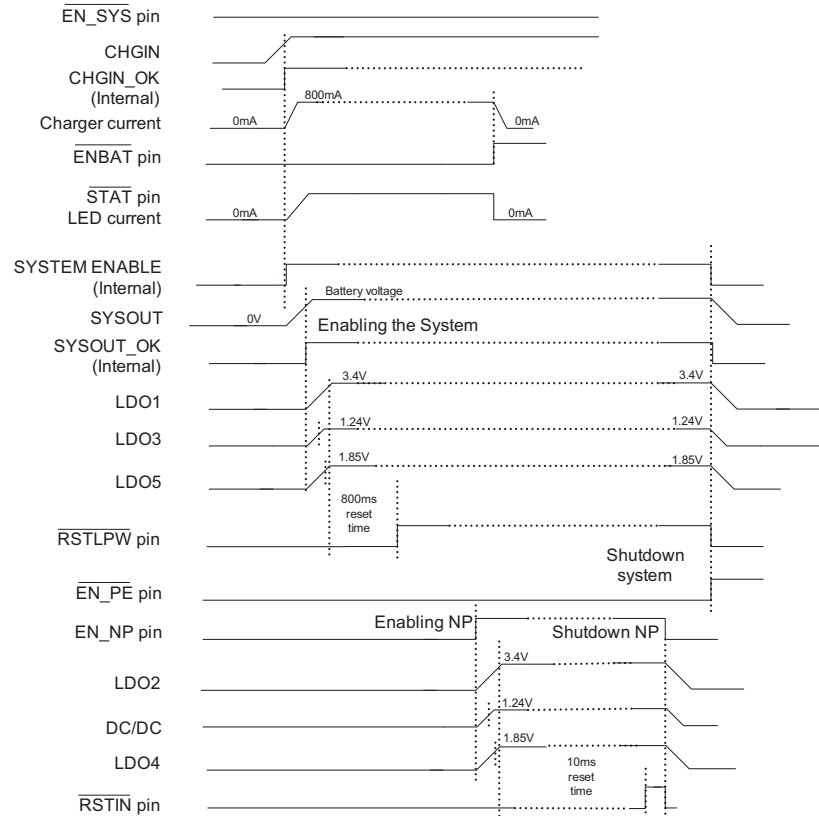 EN_SYS pin
CHGIN
CHGIN_OK
(Internal)
800mA
Charger current
0mA
0mA
ENBAT pin
STAT pin
LED current
0mA
0mA
SYSTEM ENABLE
(Internal)
Battery voltage
SYSOUT
0V
Enabling the System
SYSOUT_OK
(Internal)
3.4V
3.4V
LDO1
1.24V
1.24V
LDO3
1.85V
1.85V
LDO5
800ms
reset
time
RSTLPW pin
Shutdown
system
EN_PE pin
Enabling NP
EN_NP pin
Shutdown NP
3.4V
LDO2
1.24V
DC/DC
1.85V
LDO4
10ms
reset
time
RSTIN pin